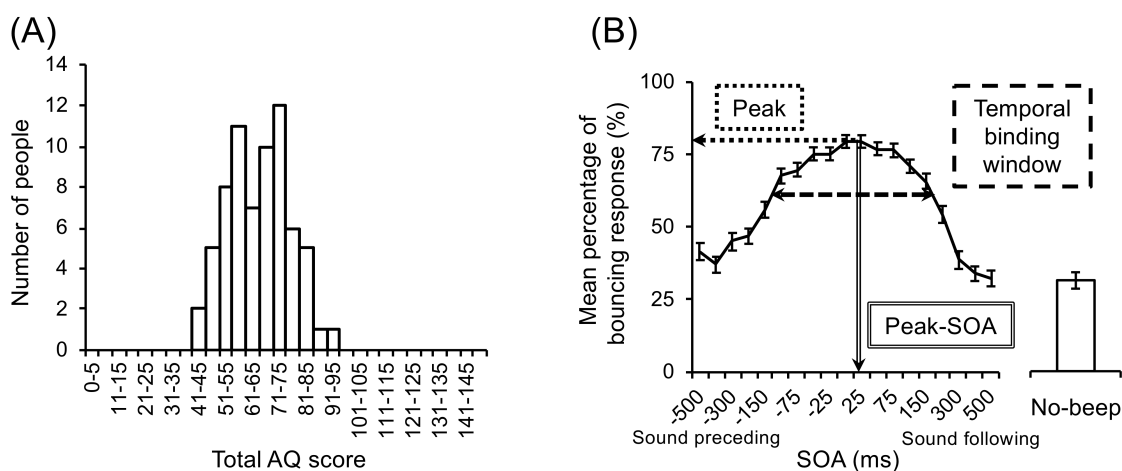 (A)
14
12
10
8
6
4
2
0
Number of people
0-5
11-15
21-25
31-35
41-45
51-55
61-65
71-75
81-85
91-95
101-105
111-115
121-125
131-135
141-145
Total AQ score
(B)
100
75
50
25
0
Mean percentage of
bouncing response (%)
Peak
Temporal
binding
window
Peak-SOA
-500
-300
-150
-75
-25
25
75
150
300
500
Sound preceding
Sound following
SOA (ms)
No-beep